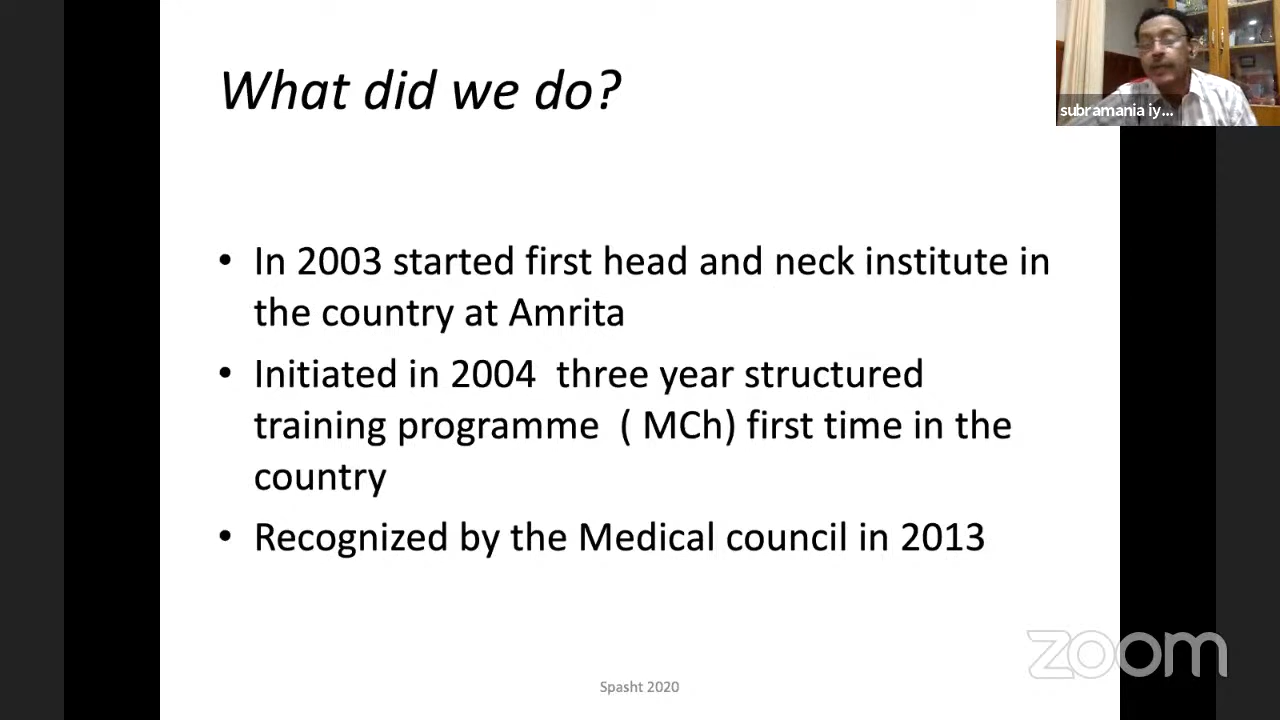 What did we do?
subramania iy...
• In 2003 started first head and neck institute in
the country at Amrita
• Initiated in 2004  three year structured
training programme  ( MCh) first time in the
country
• Recognized by the Medical council in 2013
zoom
Spasht 2020